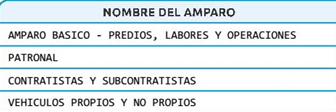 NOMBRE DEL AMPARO
AMPARO BASICO - PREDIOS, LABORES Y OPERACIONES
PATRONAL
CONTRATISTAS Y SUBCONTRATISTAS
VEHICULOS PROPIOS Y NO PROPIOS